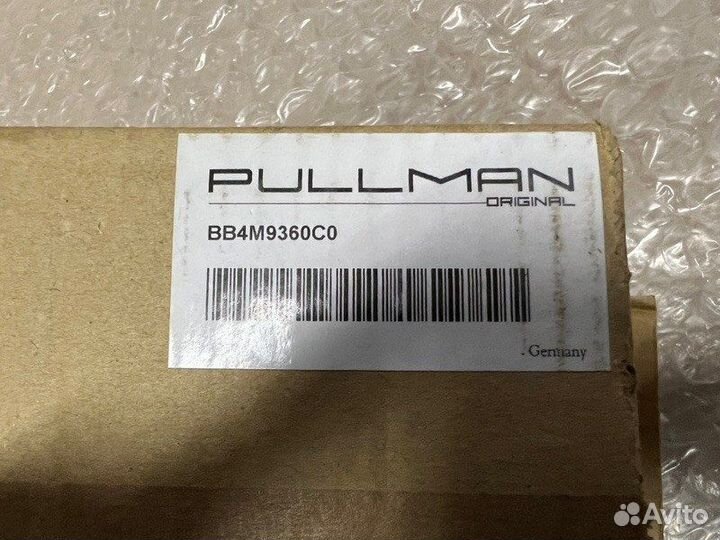 PULLMAN
ORIGINAL
BB4M9360C0
Germany
Avito